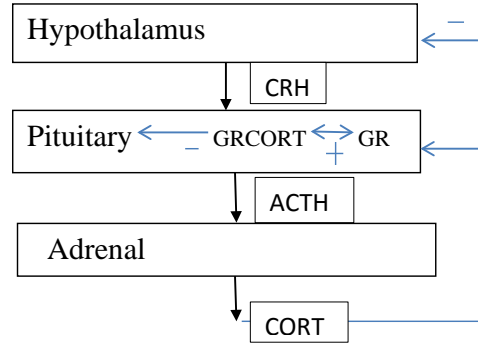 Hypothalamus
−
CRH
Pituitary − GRCORT + GR
ACTH
Adrenal
CORT